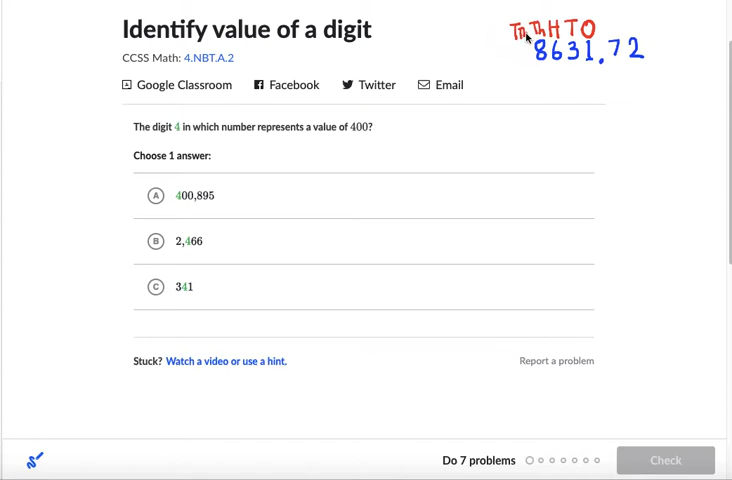 Identify value of a digit
CCSS Math: 4.NBT.A.2
Google Classroom Facebook Twitter Email
Th H T O
8631.72
The digit 4 in which number represents a value of 400?
Choose 1 answer:
A 400,895
B 2,466
C 341
Stuck? Watch a video or use a hint.
Report a problem
Do 7 problems
Check